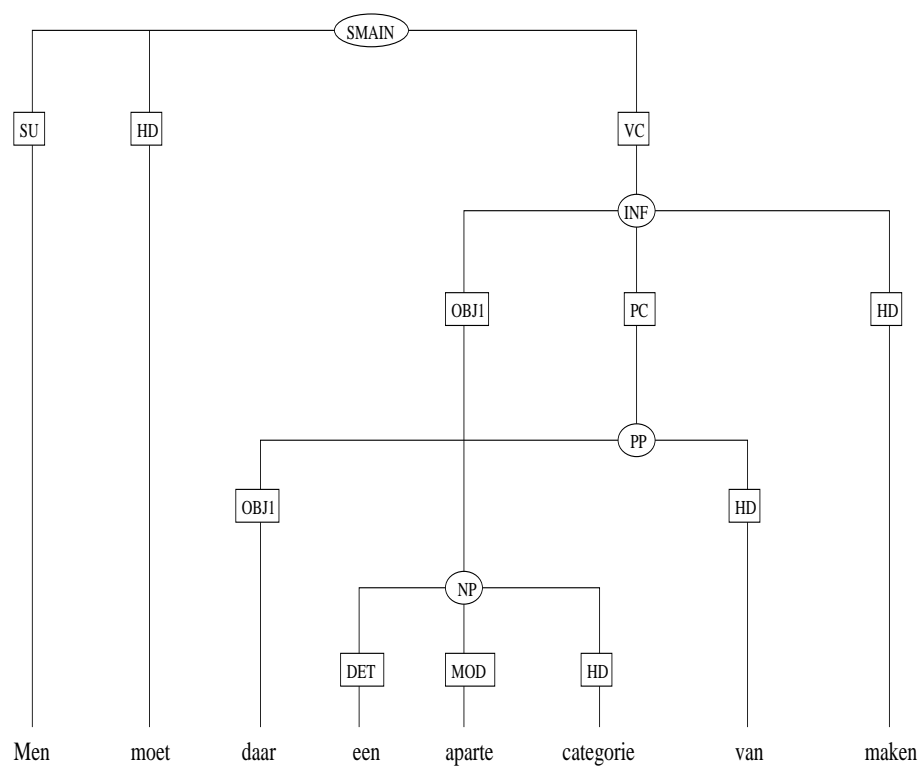 SMAIN
SU HD VC
INF
OBJ1 PC HD
PP
OBJ1 HD
NP
DET MOD HD
Men moet daar een aparte categorie van maken